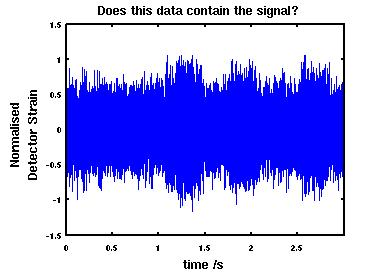 Does this data contain the signal?
1.5
1
0.5
0
-0.5
-1
-1.5
Normalised
Detector Strain
0 0.5 1 1.5 2 2.5
time /s